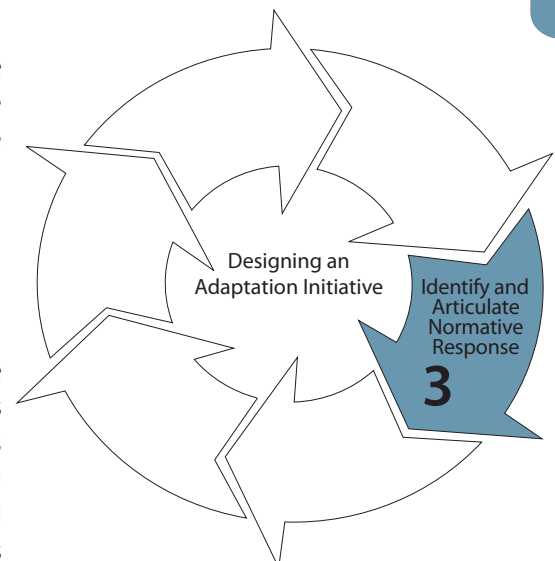 Designing an
Adaptation Initiative
Identify and
Articulate
Normative
Response
3